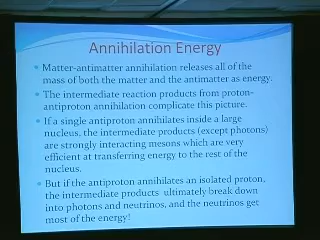 Annihilation Energy
• Matter-antimatter annihilation releases all of the
mass of both the matter and the antimatter as energy.
• The intermediate reaction products from proton-
antiproton annihilation complicate this picture.
• If a single antiproton annihilates inside a large
nucleus, the intermediate products (except photons)
are strongly interacting mesons which are very
efficient at transferring energy to the rest of the
nucleus.
• But if the antiproton annihilates an isolated proton,
the intermediate products ultimately break down
into photons and neutrinos, and the neutrinos get
most of the energy!